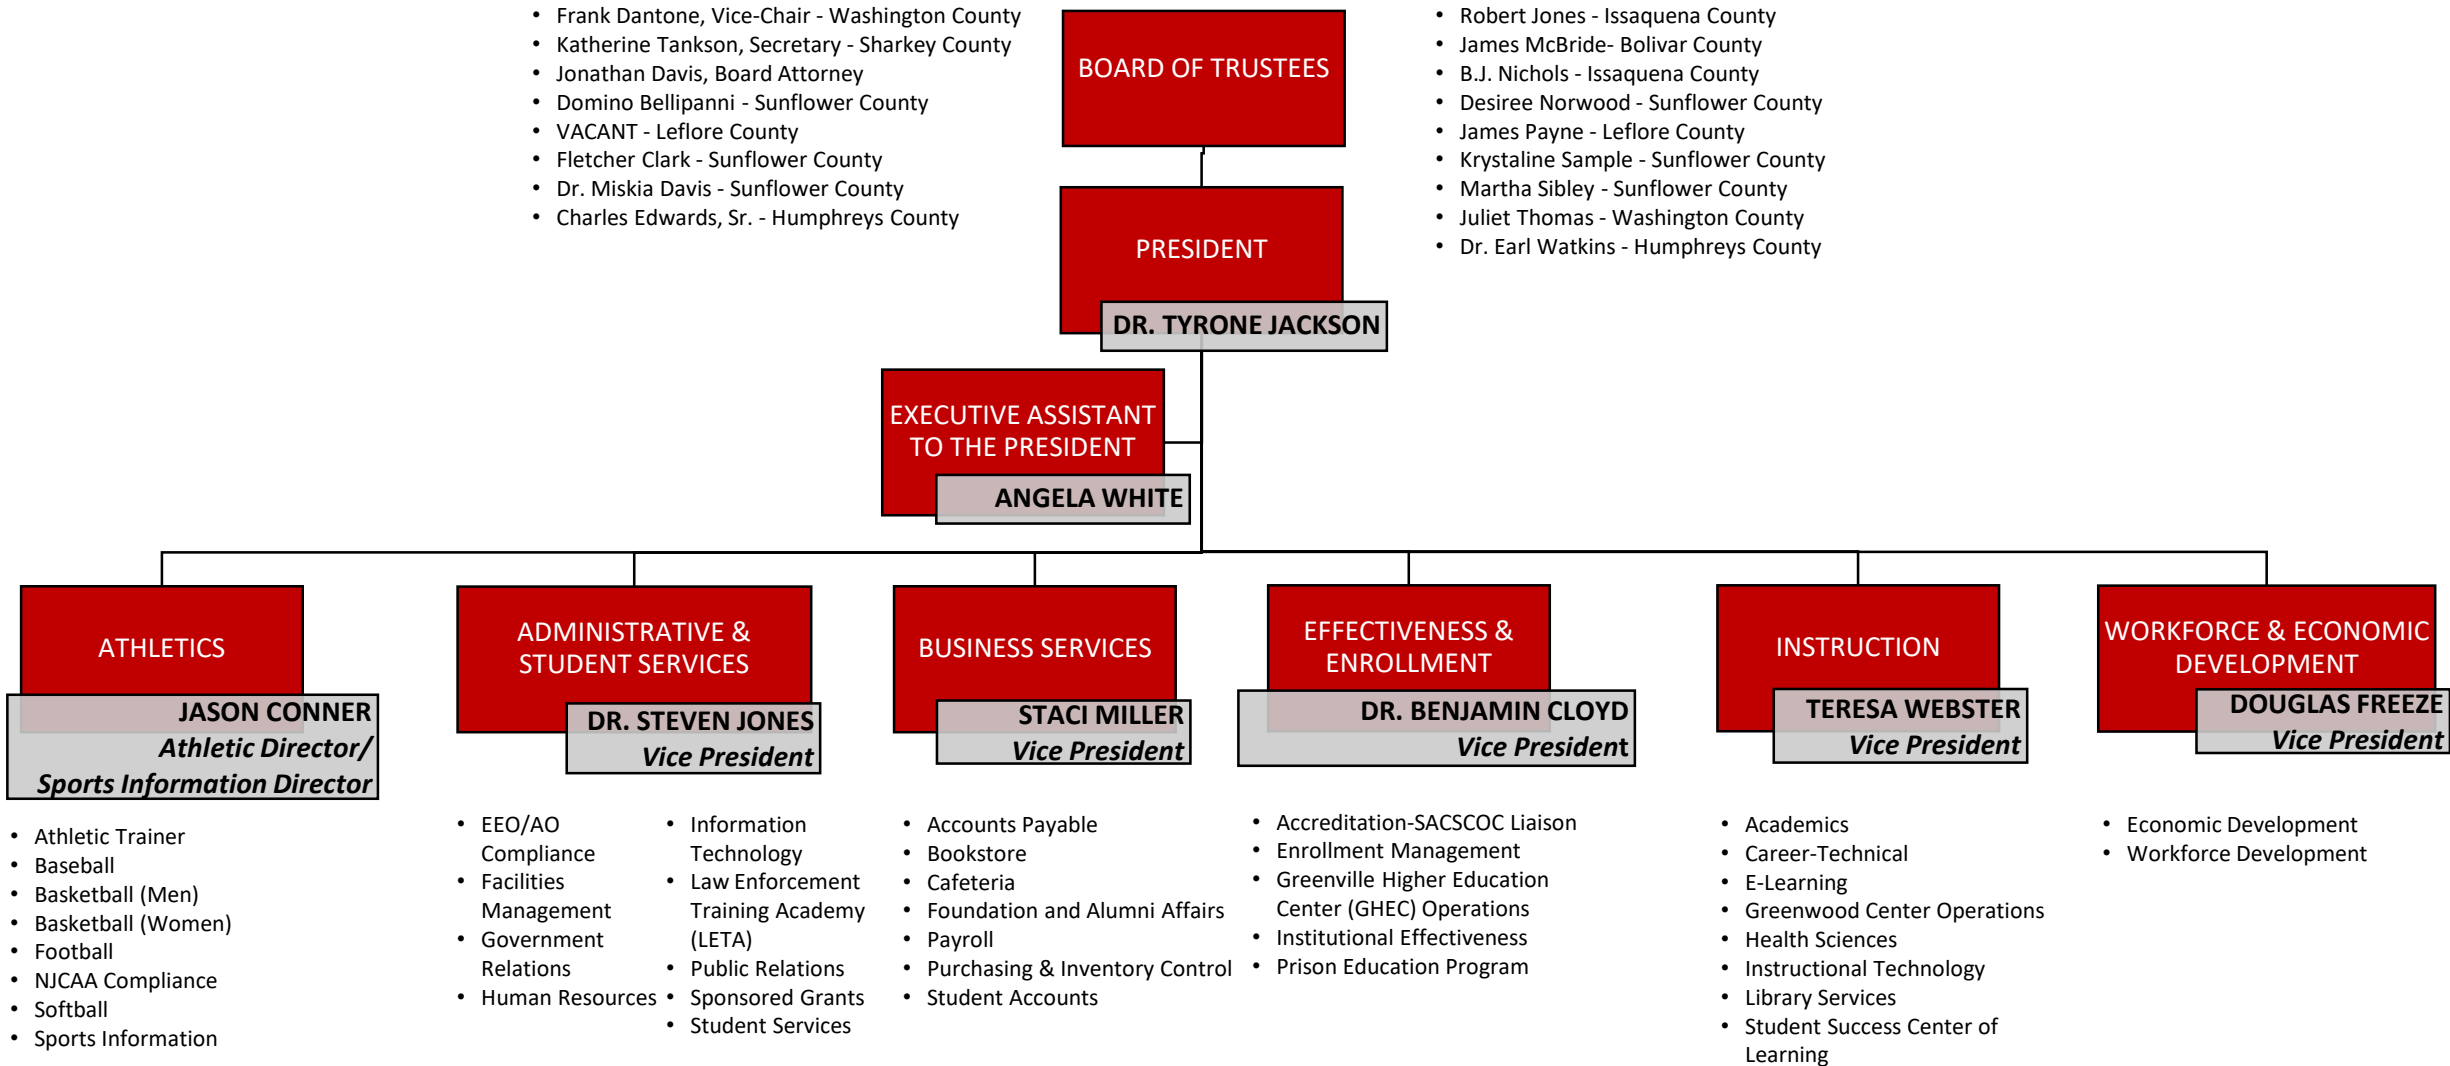 • Frank Dantone, Vice-Chair - Washington County
• Katherine Tankson, Secretary - Sharkey County
• Jonathan Davis, Board Attorney
• Domino Bellipanni - Sunflower County
• VACANT - Leflore County
• Fletcher Clark - Sunflower County
• Dr. Miskia Davis - Sunflower County
• Charles Edwards, Sr. - Humphreys County
BOARD OF TRUSTEES
• Robert Jones - Issaquena County
• James McBride- Bolivar County
• B.J. Nichols - Issaquena County
• Desiree Norwood - Sunflower County
• James Payne - Leflore County
• Krystaline Sample - Sunflower County
• Martha Sibley - Sunflower County
• Juliet Thomas - Washington County
• Dr. Earl Watkins - Humphreys County
PRESIDENT
DR. TYRONE JACKSON
EXECUTIVE ASSISTANT
TO THE PRESIDENT
ANGELA WHITE
ATHLETICS
JASON CONNER
Athletic Director/
Sports Information Director
• Athletic Trainer
• Baseball
• Basketball (Men)
• Basketball (Women)
• Football
• NJCAA Compliance
• Softball
• Sports Information
ADMINISTRATIVE &
STUDENT SERVICES
DR. STEVEN JONES
Vice President
• EEO/AO
Compliance
• Facilities
Management
• Government
Relations
• Human Resources
• Information
Technology
• Law Enforcement
Training Academy
(LETA)
• Public Relations
• Sponsored Grants
• Student Services
BUSINESS SERVICES
STACI MILLER
Vice President
• Accounts Payable
• Bookstore
• Cafeteria
• Foundation and Alumni Affairs
• Payroll
• Purchasing & Inventory Control
• Student Accounts
EFFECTIVENESS &
ENROLLMENT
DR. BENJAMIN CLOYD
Vice President
• Accreditation-SACSCOC Liaison
• Enrollment Management
• Greenville Higher Education
Center (GHEC) Operations
• Institutional Effectiveness
• Prison Education Program
INSTRUCTION
TERESA WEBSTER
Vice President
• Academics
• Career-Technical
• E-Learning
• Greenwood Center Operations
• Health Sciences
• Instructional Technology
• Library Services
• Student Success Center of
Learning
WORKFORCE & ECONOMIC
DEVELOPMENT
DOUGLAS FREEZE
Vice President
• Economic Development
• Workforce Development